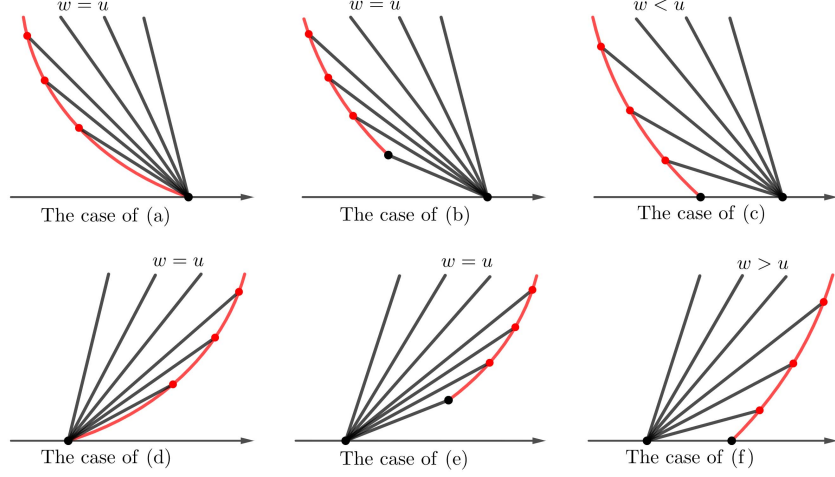 w = u
w = u
w < u
The case of (a)
The case of (b)
The case of (c)
w = u
w = u
w > u
The case of (d)
The case of (e)
The case of (f)